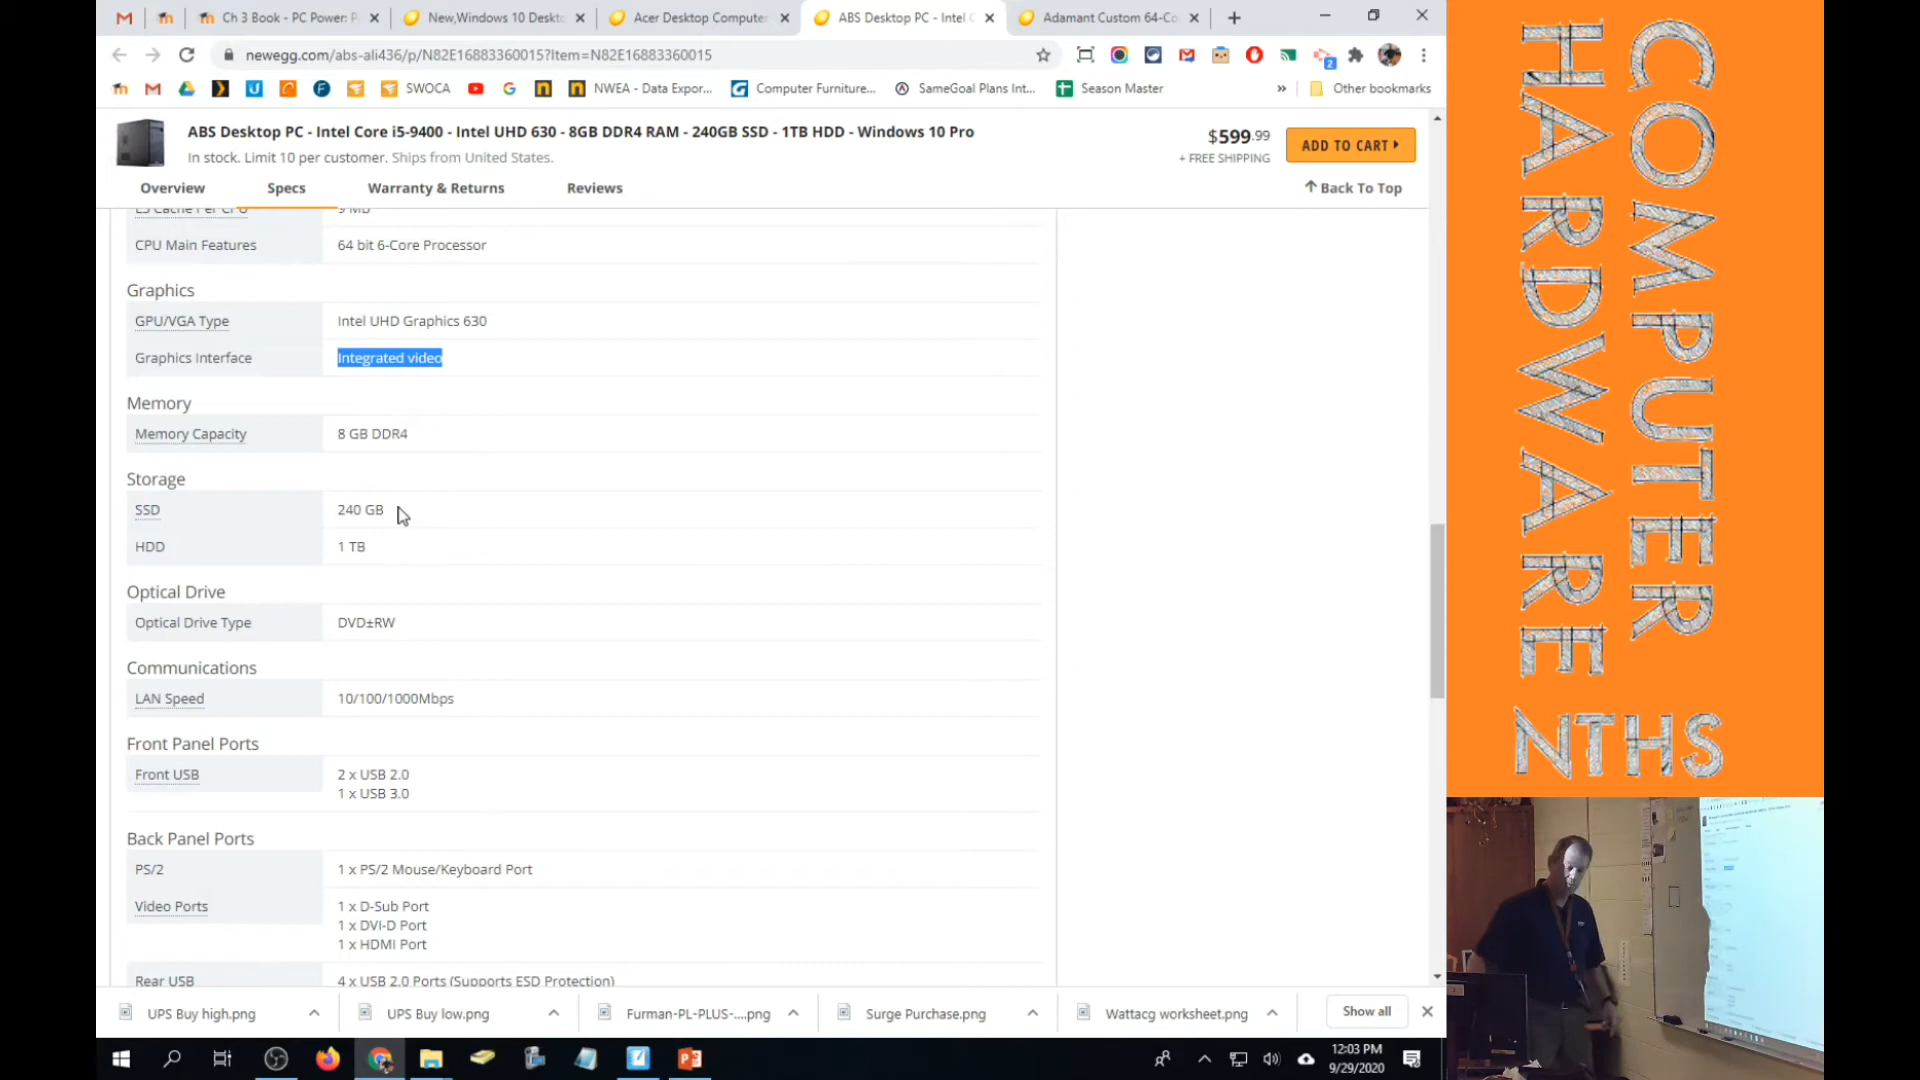 Ch 3 Book - PC Power: P
New,Windows 10 Deskto
Acer Desktop Computer
ABS Desktop PC - Intel C
Adamant Custom 64-Co
newegg.com/abs-ali436/p/N82E16883360015?Item=N82E16883360015
2
SWOCA
NWEA - Data Expor...
Computer Furniture...
SameGoal Plans Int...
Season Master
»
Other bookmarks
ABS Desktop PC - Intel Core i5-9400 - Intel UHD 630 - 8GB DDR4 RAM - 240GB SSD - 1TB HDD - Windows 10 Pro
In stock. Limit 10 per customer. Ships from United States.
$599.99
+ FREE SHIPPING
ADD TO CART
Overview
Specs
Warranty & Returns
Reviews
Back To Top
L3 Cache Per CPU
9 MB
CPU Main Features
64 bit 6-Core Processor
Graphics
GPU/VGA Type
Intel UHD Graphics 630
Graphics Interface
Integrated video
Memory
Memory Capacity
8 GB DDR4
Storage
SSD
240 GB
HDD
1 TB
Optical Drive
Optical Drive Type
DVD±RW
Communications
LAN Speed
10/100/1000Mbps
Front Panel Ports
Front USB
2 x USB 2.0
1 x USB 3.0
Back Panel Ports
PS/2
1 x PS/2 Mouse/Keyboard Port
Video Ports
1 x D-Sub Port
1 x DVI-D Port
1 x HDMI Port
Rear USB
4 x USB 2.0 Ports (Supports ESD Protection)
UPS Buy high.png
UPS Buy low.png
Furman-PL-PLUS-....png
Surge Purchase.png
Wattacg worksheet.png
Show all
12:03 PM
9/29/2020
COMPUTER
HARDWARE
NTHS